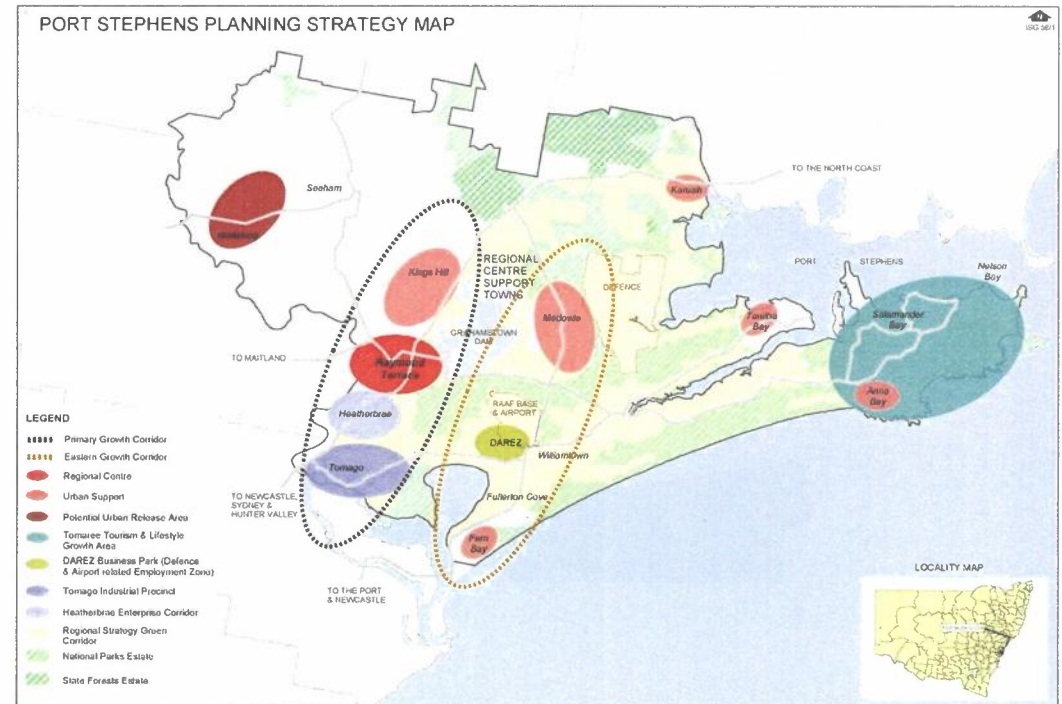 PORT STEPHENS PLANNING STRATEGY MAP
N
TO THE NORTH COAST
Seaham
Karuah
Kings Hill
REGIONAL
CENTRE
SUPPORT
TOWNS
DEFENCE
PORT
STEPHENS
Nelson
Bay
Medowie
Tanilba
Bay
Salamander
Bay
GRAHAMSTOWN
DAM
TO MAITLAND
Raymond
Terrace
Anna
Bay
Heatherbrae
RAAF BASE
& AIRPORT
DAREZ
Williamtown
Tomago
Fullerton Cove
TO NEWCASTLE,
SYDNEY &
HUNTER VALLEY
Fern
Bay
TO THE PORT
& NEWCASTLE
LEGEND
Primary Growth Corridor
Eastern Growth Corridor
Regional Centre
Urban Support
Potential Urban Release Area
Tomaree Tourism & Lifestyle
Growth Area
DAREZ Business Park (Defence
& Airport related Employment Zone)
Tomago Industrial Precinct
Heatherbrae Enterprise Corridor
Regional Strategy Green
Corridor
National Parks Estate
State Forests Estate
LOCALITY MAP